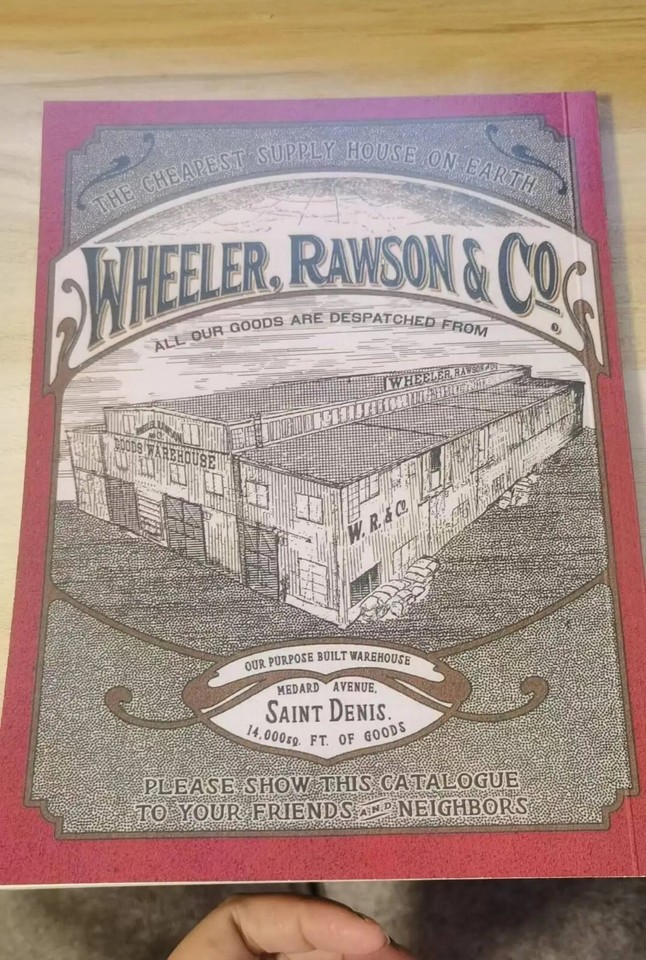 THE CHEAPEST SUPPLY HOUSE ON EARTH
WHEELER, RAWSON & CO.
ALL OUR GOODS ARE DESPATCHED FROM
WHEELER, RAWSON
WHEELER, RAWSON
GOODS WAREHOUSE
W. R. & Co.
OUR PURPOSE BUILT WAREHOUSE
MEDARD AVENUE,
SAINT DENIS.
14,000SQ. FT. OF GOODS
PLEASE SHOW THIS CATALOGUE
TO YOUR FRIENDS AND NEIGHBORS